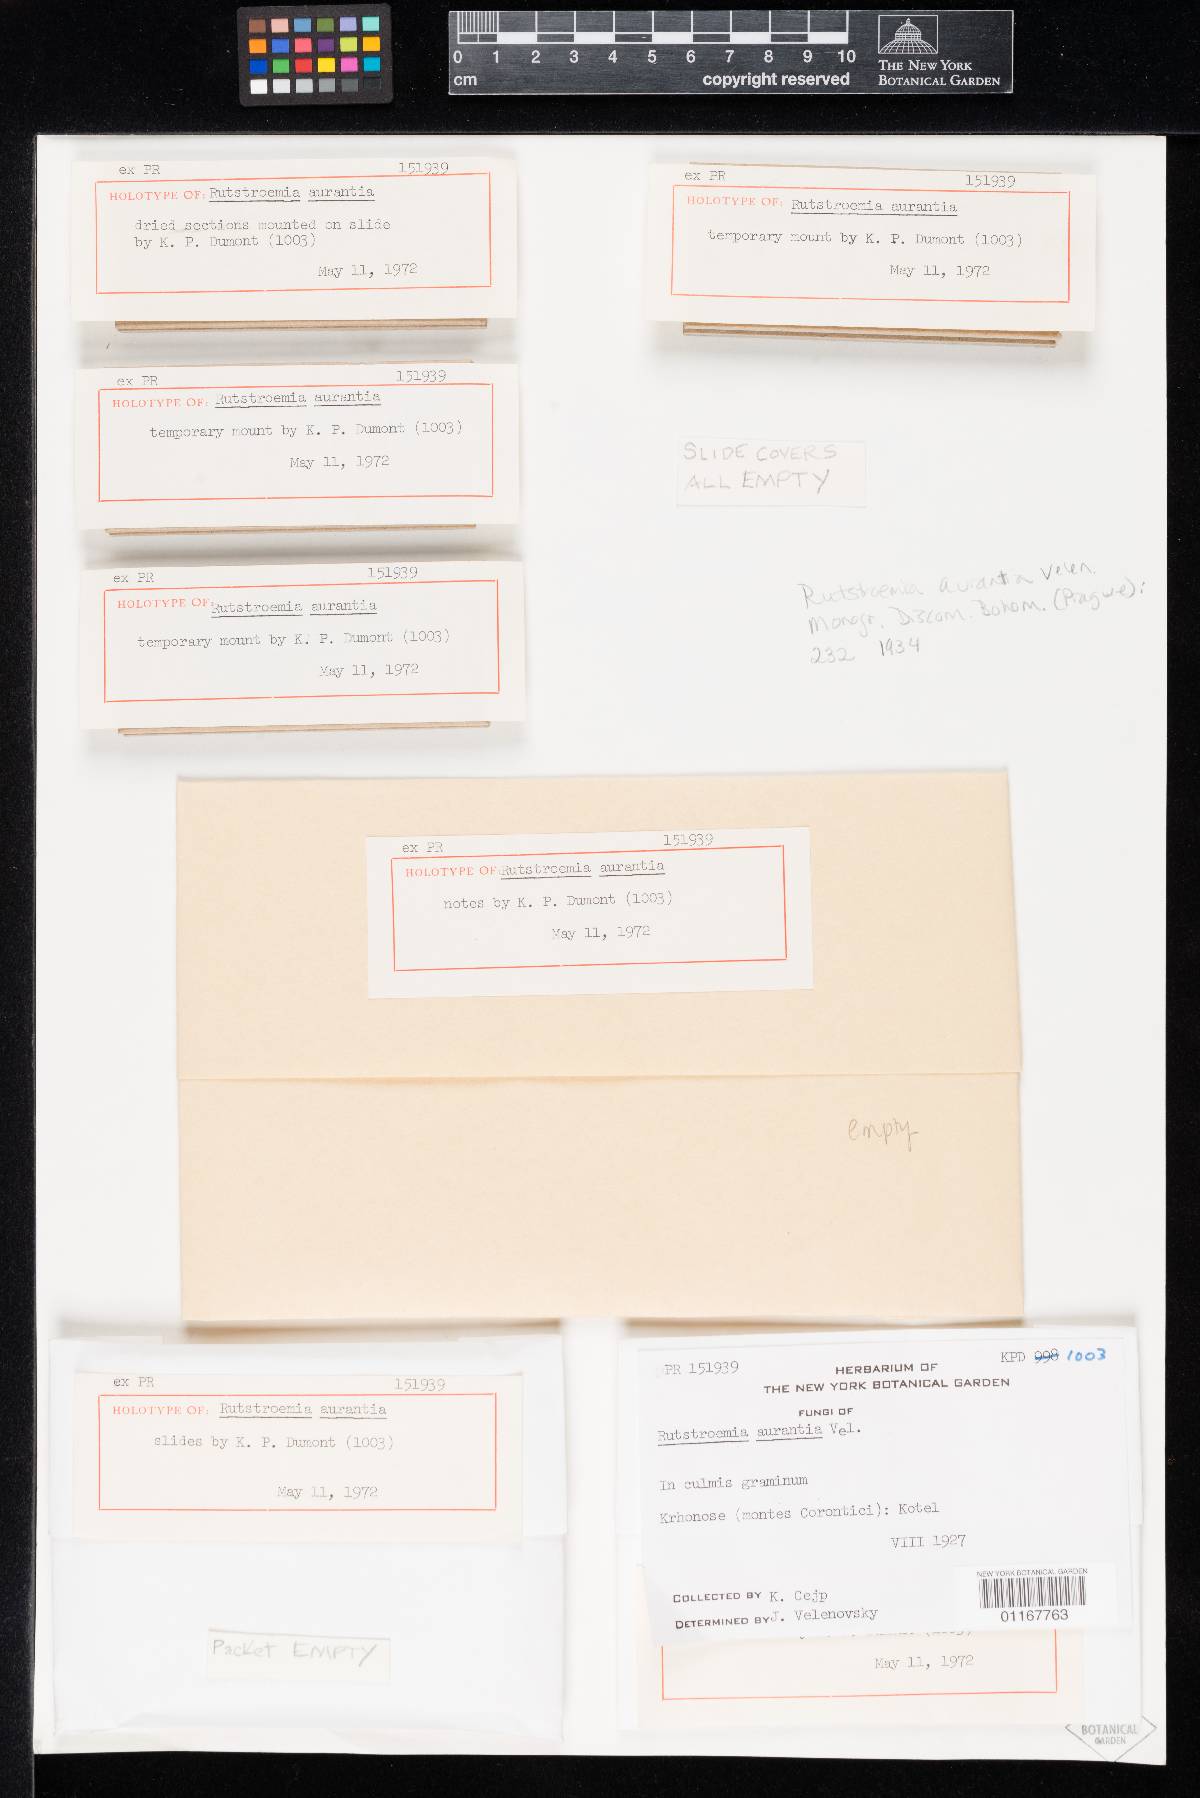 0 1 2 3 4 5 6 7 8 9 10
cm
copyright reserved
THE NEW YORK
BOTANICAL GARDEN
ex PR 151939
HOLOTYPE OF: Rutstroemia aurantia
dried sections mounted on slide
by K. P. Dumont (1003)
May 11, 1972
ex PR 151939
HOLOTYPE OF: Rutstroemia aurantia
temporary mount by K. P. Dumont (1003)
May 11, 1972
ex PR 151939
HOLOTYPE OF: Rutstroemia aurantia
temporary mount by K. P. Dumont (1003)
May 11, 1972
SLIDE COVERS
ALL EMPTY
ex PR 151939
HOLOTYPE OF: Rutstroemia aurantia
temporary mount by K. P. Dumont (1003)
May 11, 1972
Rutstroemia aurantia Velen.
Monogr. Discom. Bohem. (Prague):
232 1934
ex PR 151939
HOLOTYPE OF: Rutstroemia aurantia
notes by K. P. Dumont (1003)
May 11, 1972
empty
ex PR 151939
HOLOTYPE OF: Rutstroemia aurantia
slides by K. P. Dumont (1003)
May 11, 1972
Packet EMPTY
PR 151939 KPD 998 1003
HERBARIUM OF
THE NEW YORK BOTANICAL GARDEN
FUNGI OF
Rutstroemia aurantia Vel.
In culmis graminum
Krhonose (montes Corontici): Kotel
VIII 1927
COLLECTED BY K. Cejp
DETERMINED BY J. Velenovsky
NEW YORK BOTANICAL GARDEN
01167763
May 11, 1972
BOTANICAL
GARDEN